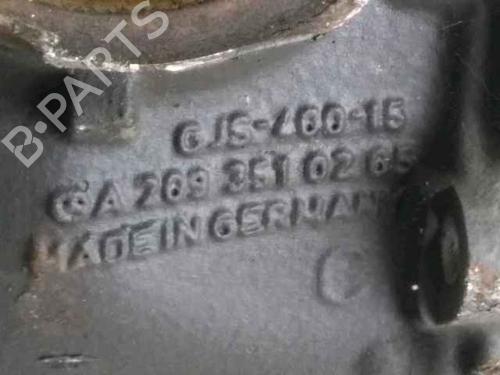 B-PARTS
GJS-400-15
A 209 351 02 65
MADE IN GERMANY